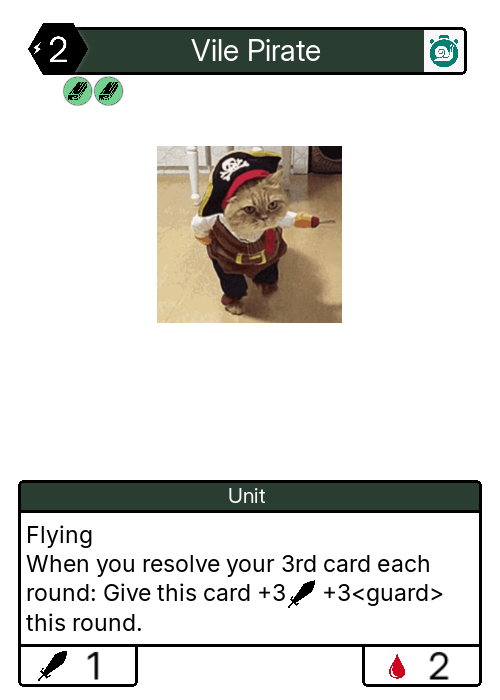 2
Vile Pirate
Unit
Flying
When you resolve your 3rd card each
round: Give this card +3 +3<guard>
this round.
1
2